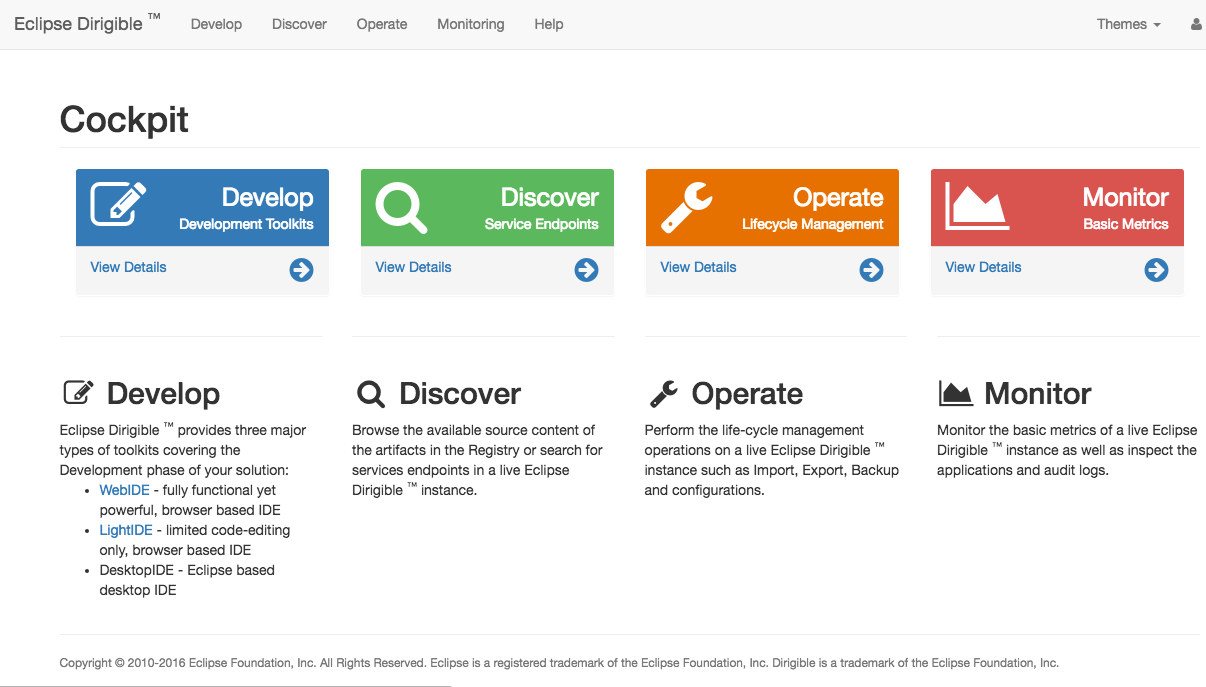 Eclipse Dirigible ™ Develop Discover Operate Monitoring Help Themes
Cockpit
Develop
Development Toolkits
View Details
Discover
Service Endpoints
View Details
Operate
Lifecycle Management
View Details
Monitor
Basic Metrics
View Details
Develop
Eclipse Dirigible ™ provides three major
types of toolkits covering the
Development phase of your solution:
• WebIDE - fully functional yet
powerful, browser based IDE
• LightIDE - limited code-editing
only, browser based IDE
• DesktopIDE - Eclipse based
desktop IDE
Discover
Browse the available source content of
the artifacts in the Registry or search for
services endpoints in a live Eclipse
Dirigible ™ instance.
Operate
Perform the life-cycle management
operations on a live Eclipse Dirigible ™
instance such as Import, Export, Backup
and configurations.
Monitor
Monitor the basic metrics of a live Eclipse
Dirigible ™ instance as well as inspect the
applications and audit logs.
Copyright © 2010-2016 Eclipse Foundation, Inc. All Rights Reserved. Eclipse is a registered trademark of the Eclipse Foundation, Inc. Dirigible is a trademark of the Eclipse Foundation, Inc.